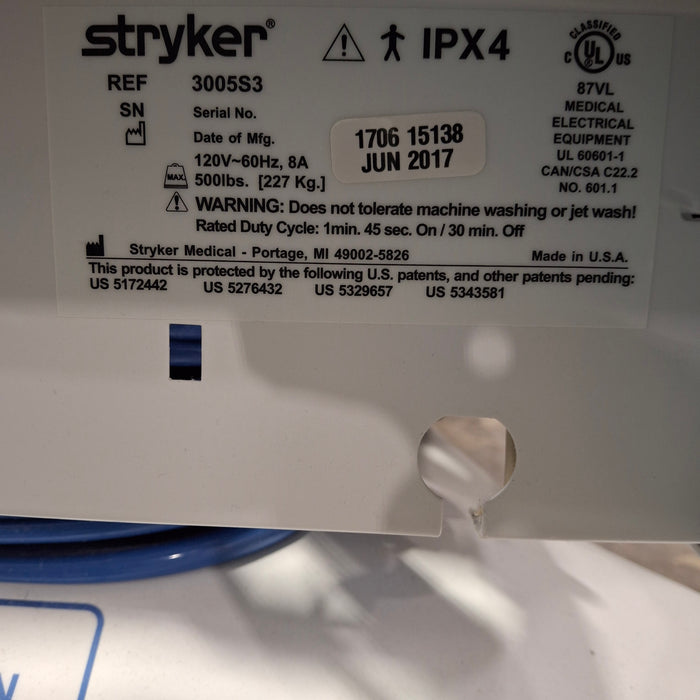 stryker®
IPX4
CLASSIFIED
C UL US
REF 3005S3
SN Serial No.
Date of Mfg.
1706 15138
JUN 2017
87VL
MEDICAL
ELECTRICAL
EQUIPMENT
UL 60601-1
CAN/CSA C22.2
NO. 601.1
120V~60Hz, 8A
MAX. 500lbs. [227 Kg.]
WARNING: Does not tolerate machine washing or jet wash!
Rated Duty Cycle: 1min. 45 sec. On / 30 min. Off
Stryker Medical - Portage, MI 49002-5826 Made in U.S.A.
This product is protected by the following U.S. patents, and other patents pending:
US 5172442 US 5276432 US 5329657 US 5343581